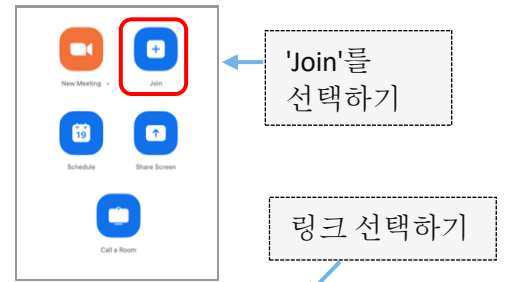 New Meeting
Join
'Join'를
선택하기
19
Schedule
Share Screen
링크 선택하기
Call a Room